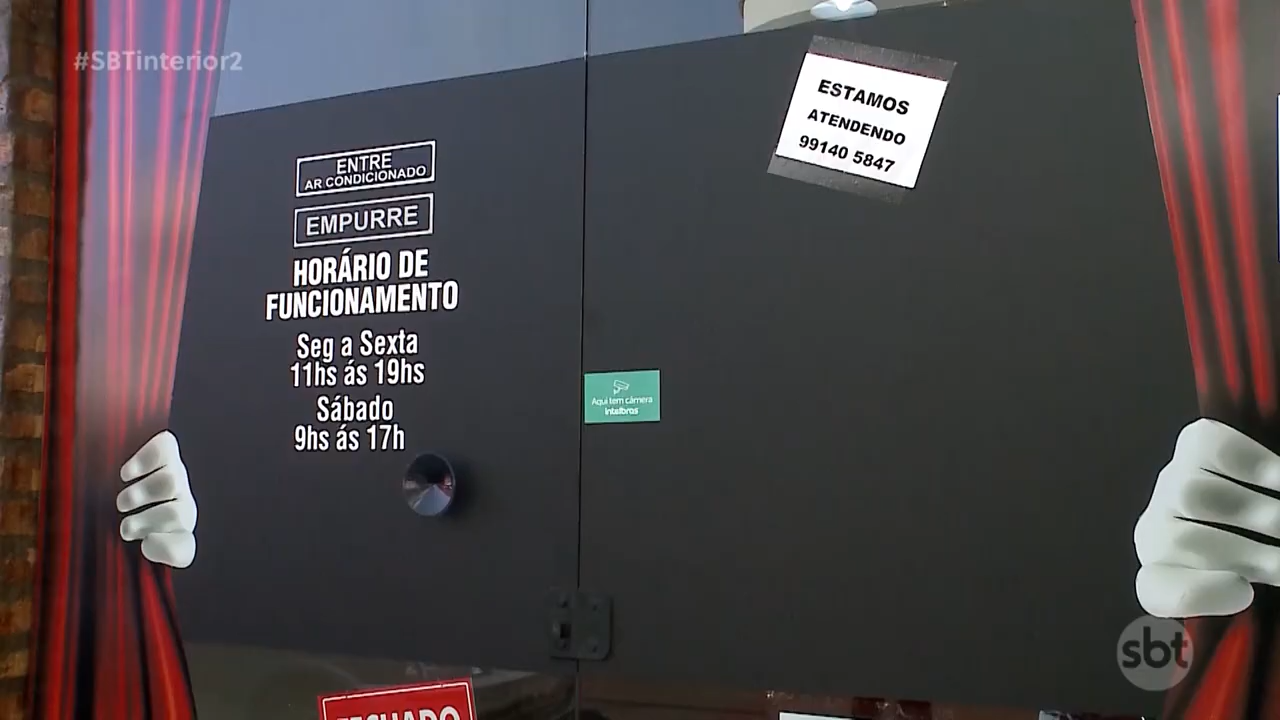 #SBTinterior2
ESTAMOS
ATENDENDO
99140 5847
ENTRE
AR CONDICIONADO
EMPURRE
HORÁRIO DE
FUNCIONAMENTO
Seg a Sexta
11hs ás 19hs
Sábado
9hs ás 17h
Aqui tem câmera
intelbras
sbt
FECHADO